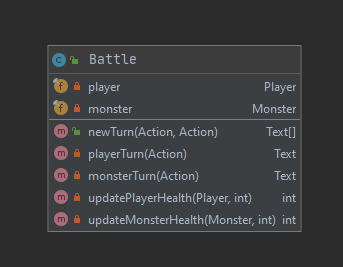 Battle
player Player
monster Monster
newTurn(Action, Action) Text[]
playerTurn(Action) Text
monsterTurn(Action) Text
updatePlayerHealth(Player, int) int
updateMonsterHealth(Monster, int) int